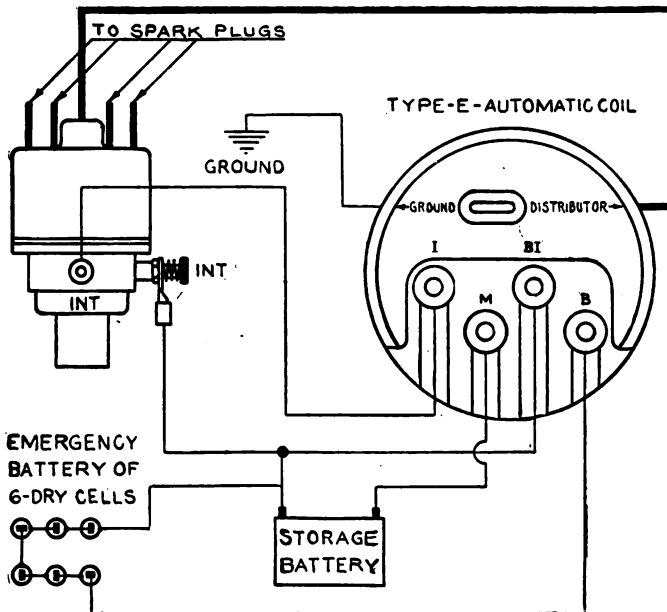 TO SPARK PLUGS
TYPE-E-AUTOMATIC COIL
GROUND
GROUND DISTRIBUTOR
I
BI
M
B
INT
INT
EMERGENCY
BATTERY OF
6-DRY CELLS
STORAGE
BATTERY